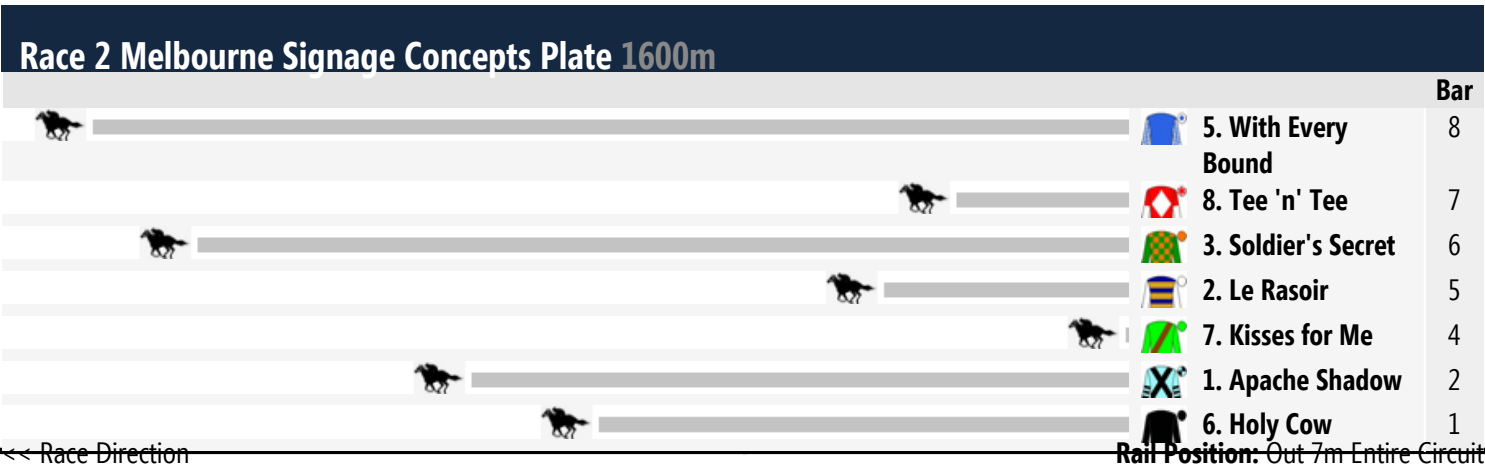 Race 2 Melbourne Signage Concepts Plate 1600m
Bar
5. With Every 8
Bound
8. Tee 'n' Tee 7
3. Soldier's Secret 6
2. Le Rasoir 5
7. Kisses for Me 4
1. Apache Shadow 2
6. Holy Cow 1
<< Race Direction Rail Position: Out 7m Entire Circuit